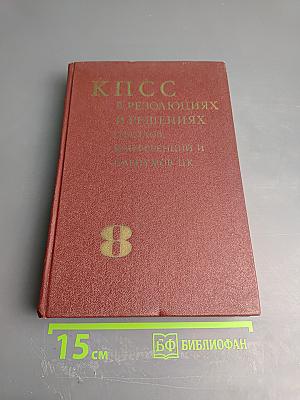 КПСС
В РЕЗОЛЮЦИЯХ
И РЕШЕНИЯХ
СЪЕЗДОВ,
КОНФЕРЕНЦИЙ И
ПЛЕНУМОВ ЦК
8
15 см
БФ БИБЛИОФАН